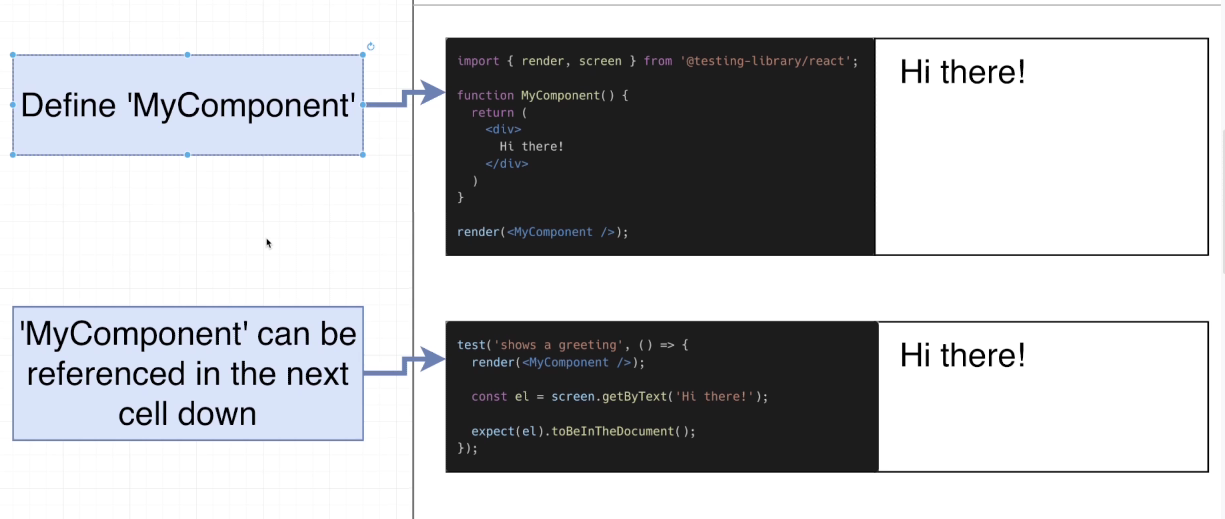 Define 'MyComponent'
import { render, screen } from '@testing-library/react';
function MyComponent() {
return (
<div>
Hi there!
</div>
)
}
render(<MyComponent />);
Hi there!
'MyComponent' can be
referenced in the next
cell down
test('shows a greeting', () => {
render(<MyComponent />);
const el = screen.getByText('Hi there!');
expect(el).toBeInTheDocument();
});
Hi there!